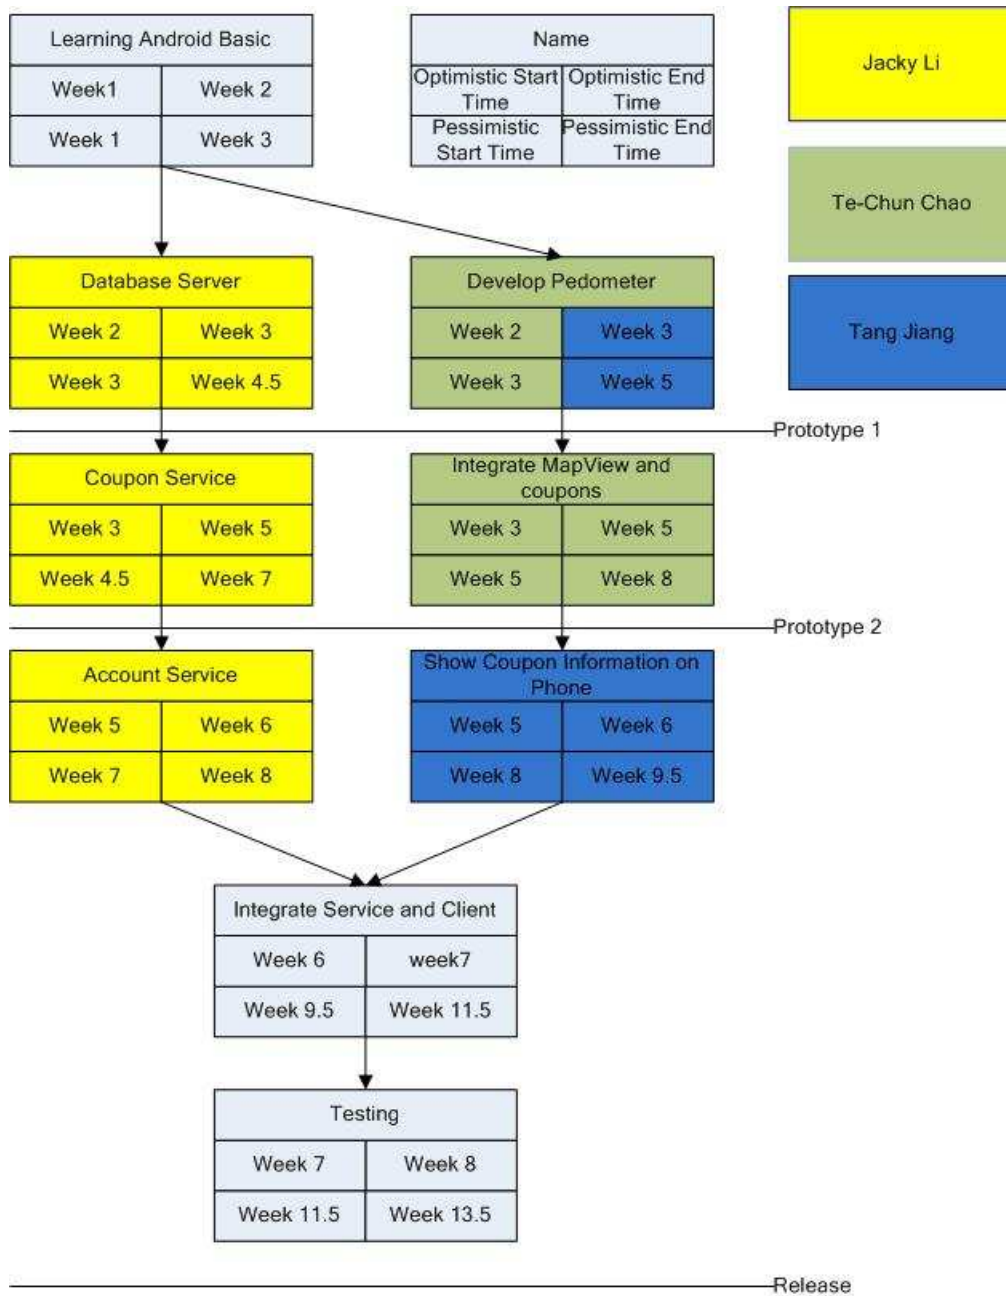 Learning Android Basic
Week1
Week 2
Week 1
Week 3
Name
Optimistic Start
Time
Optimistic End
Time
Pessimistic
Start Time
Pessimistic End
Time
Jacky Li
Te-Chun Chao
Tang Jiang
Database Server
Week 2
Week 3
Week 3
Week 4.5
Develop Pedometer
Week 2
Week 3
Week 3
Week 5
Prototype 1
Coupon Service
Week 3
Week 5
Week 4.5
Week 7
Integrate MapView and
coupons
Week 3
Week 5
Week 5
Week 8
Prototype 2
Account Service
Week 5
Week 6
Week 7
Week 8
Show Coupon Information on
Phone
Week 5
Week 6
Week 8
Week 9.5
Integrate Service and Client
Week 6
week7
Week 9.5
Week 11.5
Testing
Week 7
Week 8
Week 11.5
Week 13.5
Release